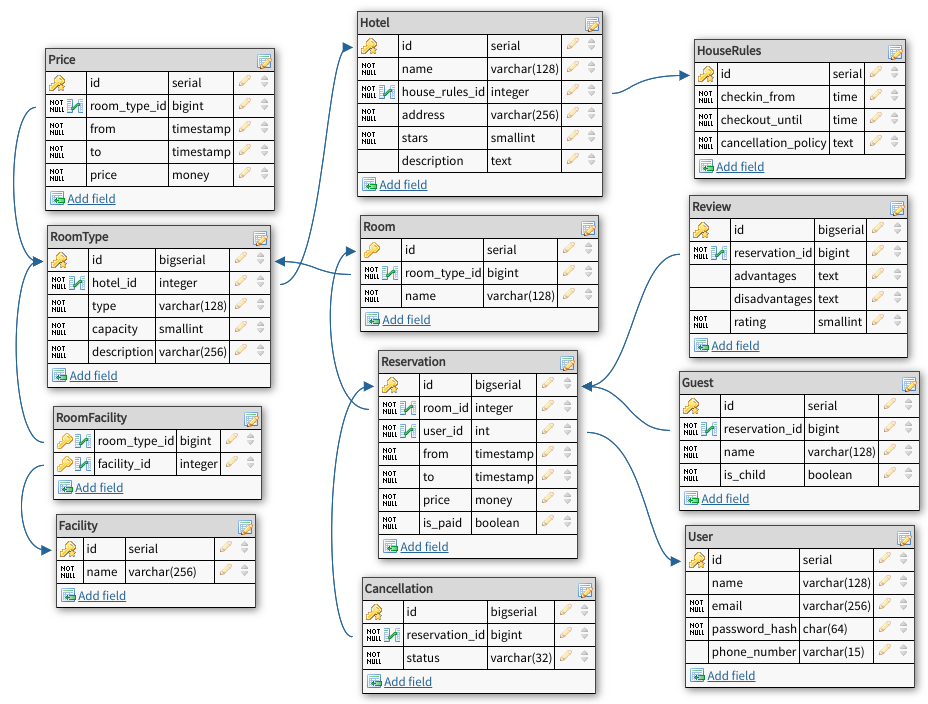 Price
id serial
NOT NULL room_type_id bigint
NOT NULL from timestamp
NOT NULL to timestamp
NOT NULL price money
Add field
RoomType
id bigserial
NOT NULL hotel_id integer
NOT NULL type varchar(128)
NOT NULL capacity smallint
NOT NULL description varchar(256)
Add field
RoomFacility
room_type_id bigint
facility_id integer
Add field
Facility
id serial
NOT NULL name varchar(256)
Add field
Hotel
id serial
NOT NULL name varchar(128)
NOT NULL house_rules_id integer
NOT NULL address varchar(256)
NOT NULL stars smallint
description text
Add field
Room
id serial
NOT NULL room_type_id bigint
NOT NULL name varchar(128)
Add field
Reservation
id bigserial
NOT NULL room_id integer
NOT NULL user_id int
NOT NULL from timestamp
NOT NULL to timestamp
NOT NULL price money
NOT NULL is_paid boolean
Add field
Cancellation
id bigserial
NOT NULL reservation_id bigint
NOT NULL status varchar(32)
Add field
HouseRules
id serial
NOT NULL checkin_from time
NOT NULL checkout_until time
NOT NULL cancellation_policy text
Add field
Review
id bigserial
NOT NULL reservation_id bigint
advantages text
disadvantages text
NOT NULL rating smallint
Add field
Guest
id serial
NOT NULL reservation_id bigint
NOT NULL name varchar(128)
NOT NULL is_child boolean
Add field
User
id serial
name varchar(128)
NOT NULL email varchar(256)
NOT NULL password_hash char(64)
phone_number varchar(15)
Add field